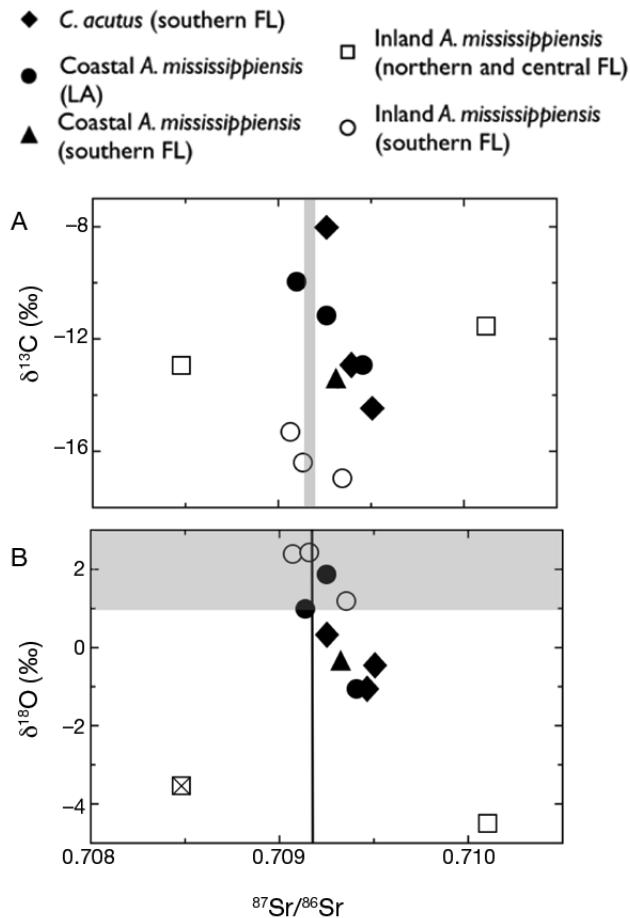 C. acutus (southern FL)
Coastal A. mississippiensis
(LA)
Coastal A. mississippiensis
(southern FL)
Inland A. mississippiensis
(northern and central FL)
Inland A. mississippiensis
(southern FL)
A
−8
−12
−16
δ¹³C (‰)
B
2
0
−2
−4
δ¹⁸O (‰)
0.708
0.709
0.710
⁸⁷Sr/⁸⁶Sr